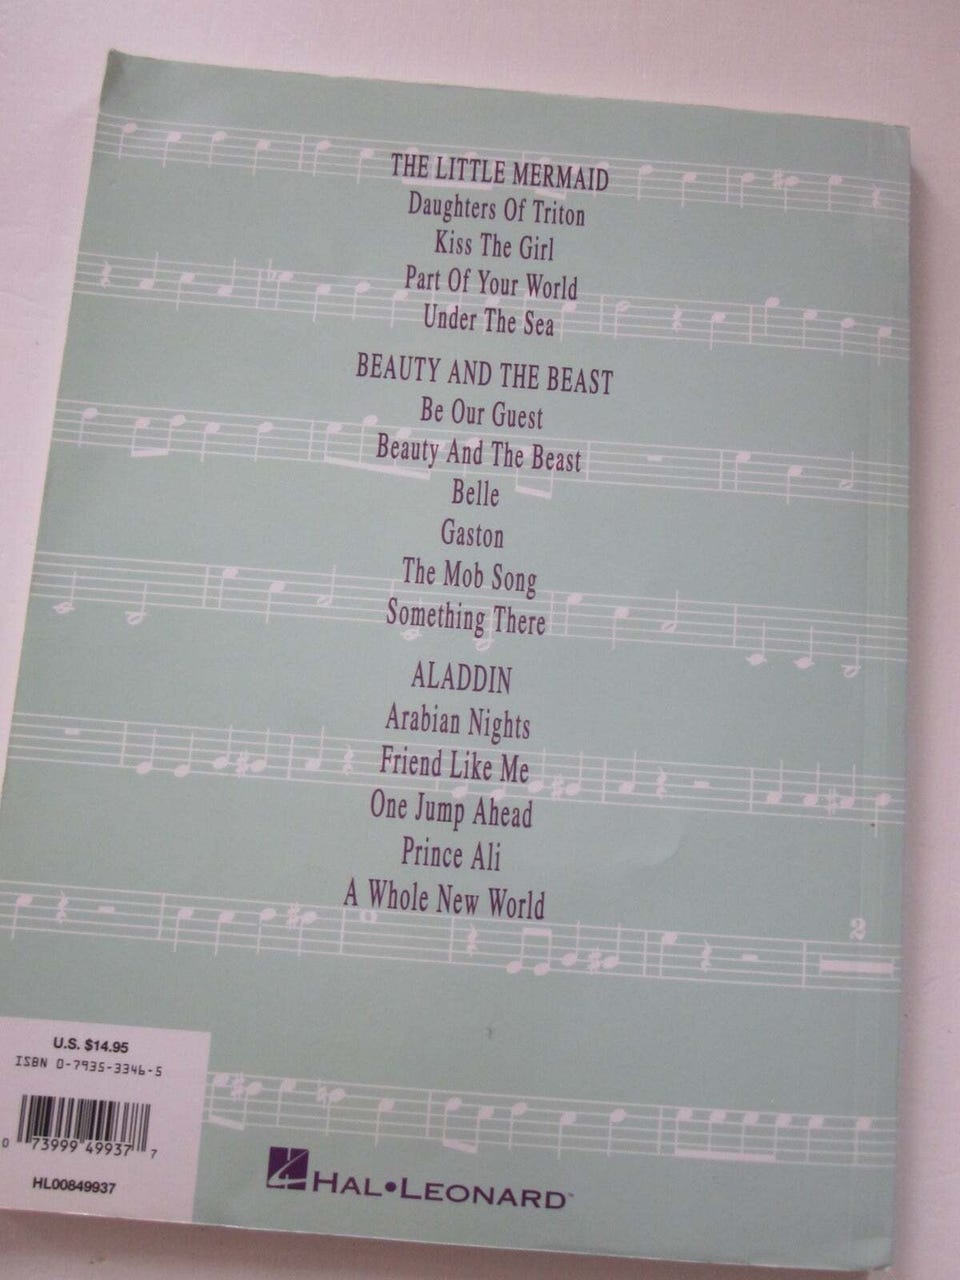 THE LITTLE MERMAID
Daughters Of Triton
Kiss The Girl
Part Of Your World
Under The Sea
BEAUTY AND THE BEAST
Be Our Guest
Beauty And The Beast
Belle
Gaston
The Mob Song
Something There
ALADDIN
Arabian Nights
Friend Like Me
One Jump Ahead
Prince Ali
A Whole New World
2
U.S. $14.95
ISBN 0-7935-3346-5
0 73999 49937 7
HL00849937
HAL•LEONARD™